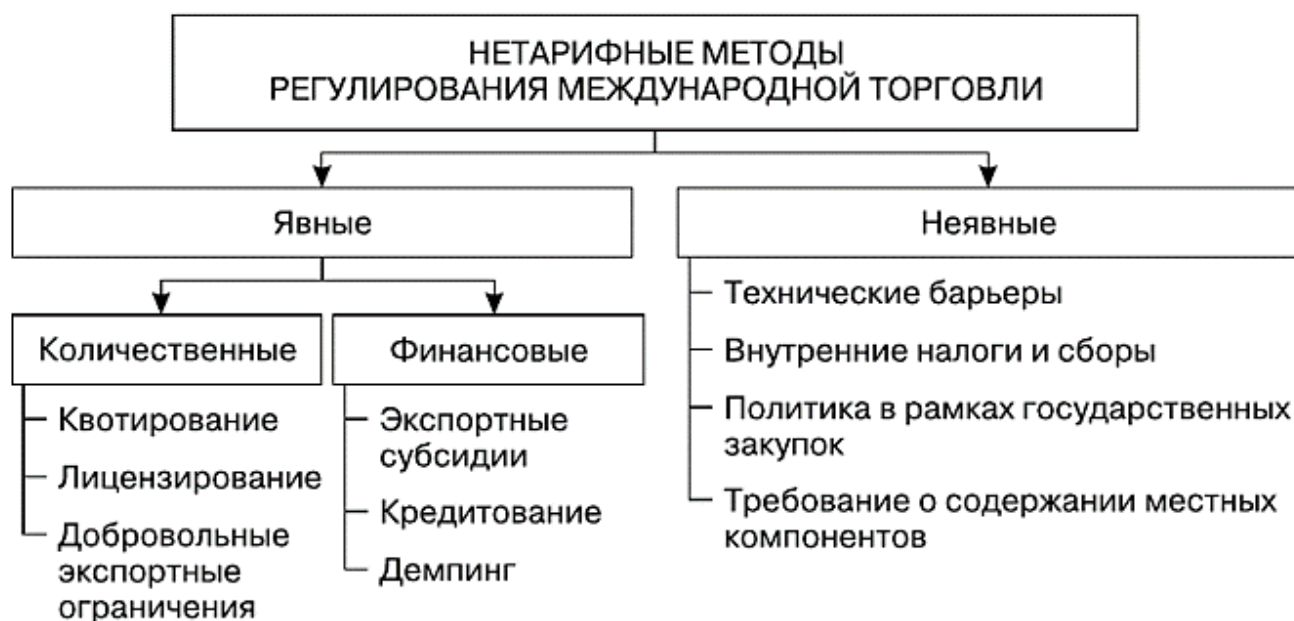 НЕТАРИФНЫЕ МЕТОДЫ
РЕГУЛИРОВАНИЯ МЕЖДУНАРОДНОЙ ТОРГОВЛИ
Явные
Неявные
Количественные
Финансовые
Квотирование
Лицензирование
Добровольные
экспортные
ограничения
Экспортные
субсидии
Кредитование
Демпинг
Технические барьеры
Внутренние налоги и сборы
Политика в рамках государственных
закупок
Требование о содержании местных
компонентов